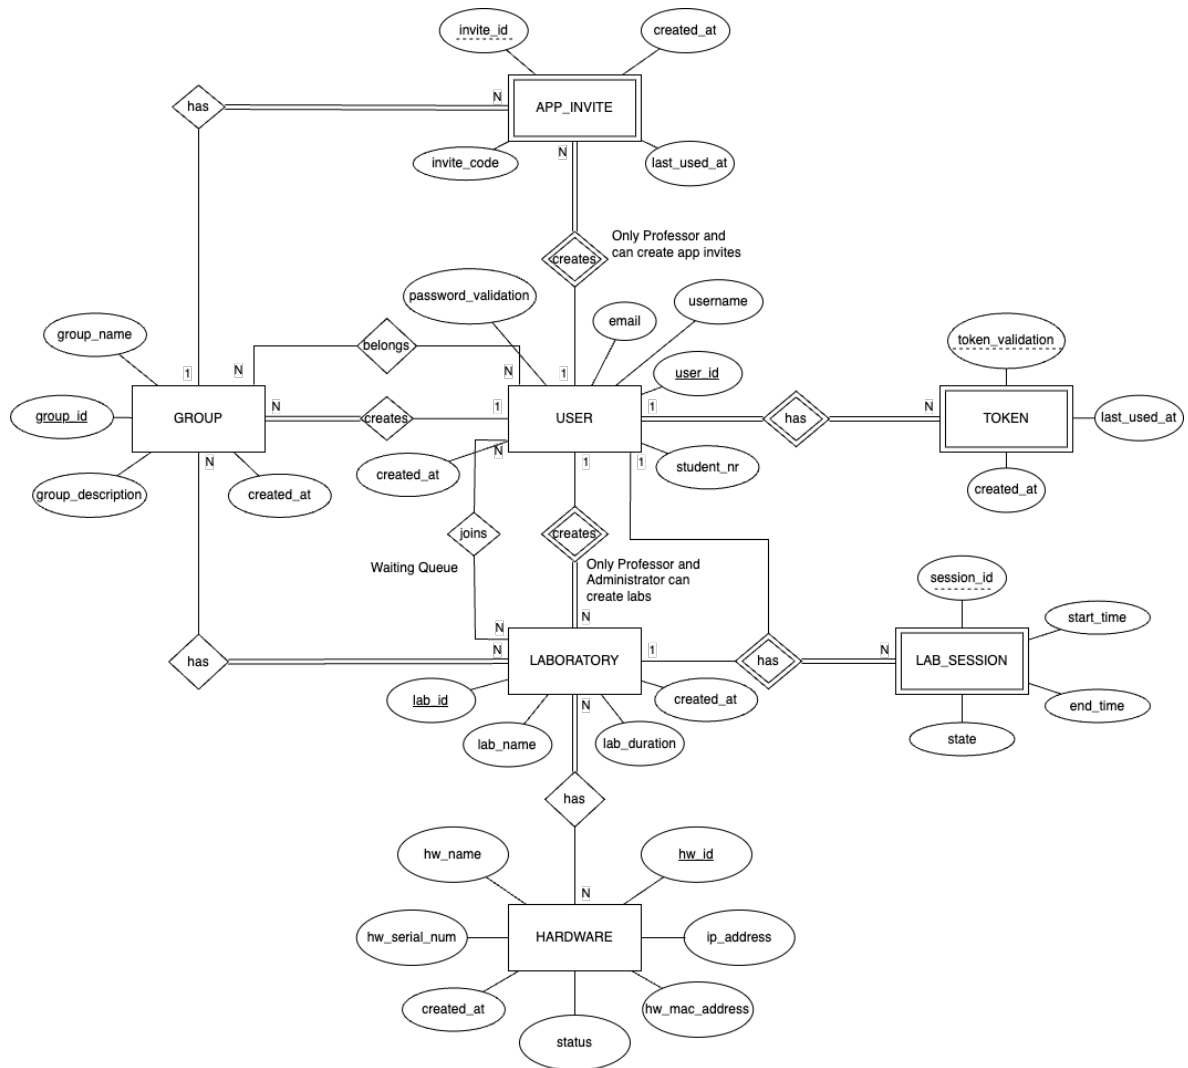 invite_id
created_at
has
N
APP_INVITE
invite_code
N
last_used_at
creates
Only Professor and
can create app invites
password_validation
username
email
group_name
belongs
token_validation
1
N
N
1
user_id
group_id
GROUP
N
creates
1
USER
1
has
N
TOKEN
last_used_at
N
created_at
N
1
1
student_nr
group_description
created_at
created_at
joins
creates
Waiting Queue
Only Professor and
Administrator can
create labs
session_id
N
N
start_time
has
N
LABORATORY
1
has
N
LAB_SESSION
lab_id
created_at
N
end_time
lab_name
lab_duration
state
has
hw_name
hw_id
N
hw_serial_num
HARDWARE
ip_address
created_at
hw_mac_address
status